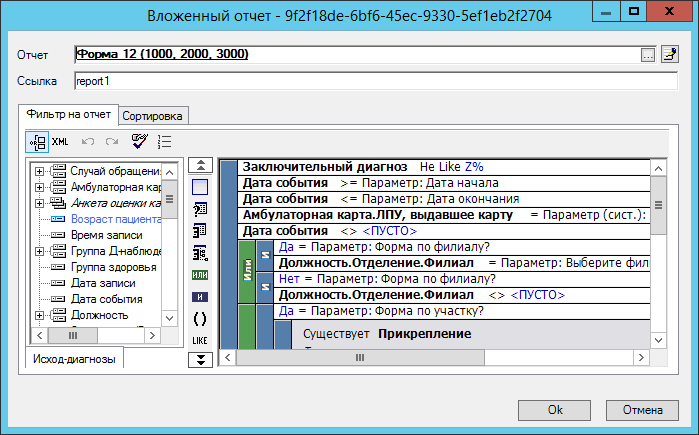 Вложенный отчет - 9f2f18de-6bf6-45ec-9330-5ef1eb2f2704
Отчет
Форма 12 (1000, 2000, 3000)
...
Ссылка
report1
Фильтр на отчет
Сортировка
XML
Случай обращени
Амбулаторная кар
Анкета оценки ка
Возраст пациента
Время записи
Группа Д-наблюде
Группа здоровья
Дата записи
Дата события
Должность
Исход-диагнозы
ИЛИ
И
( )
LIKE
Заключительный диагноз Не Like Z%
Дата события >= Параметр: Дата начала
Дата события <= Параметр: Дата окончания
Амбулаторная карта.ЛПУ, выдавшее карту = Параметр (сист.):
Дата события <> <ПУСТО>
Или
И
Да = Параметр: Форма по филиалу?
Должность.Отделение.Филиал = Параметр: Выберите фил
И
Нет = Параметр: Форма по филиалу?
Должность.Отделение.Филиал <> <ПУСТО>
Да = Параметр: Форма по участку?
Существует Прикрепление
Ok
Отмена